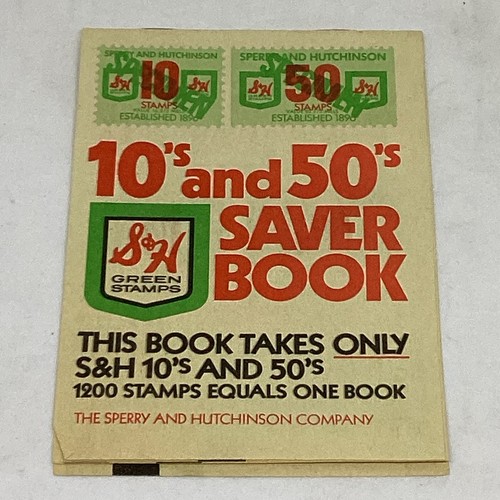 SPERRY AND HUTCHINSON SPERRY AND HUTCHINSON
S&H 10 S&H S&H 50 S&H
STAMPS STAMPS
ESTABLISHED 1896 ESTABLISHED 1896
10's and 50's
SAVER
BOOK
S&H
GREEN
STAMPS
THIS BOOK TAKES ONLY
S&H 10'S AND 50'S
1200 STAMPS EQUALS ONE BOOK
THE SPERRY AND HUTCHINSON COMPANY